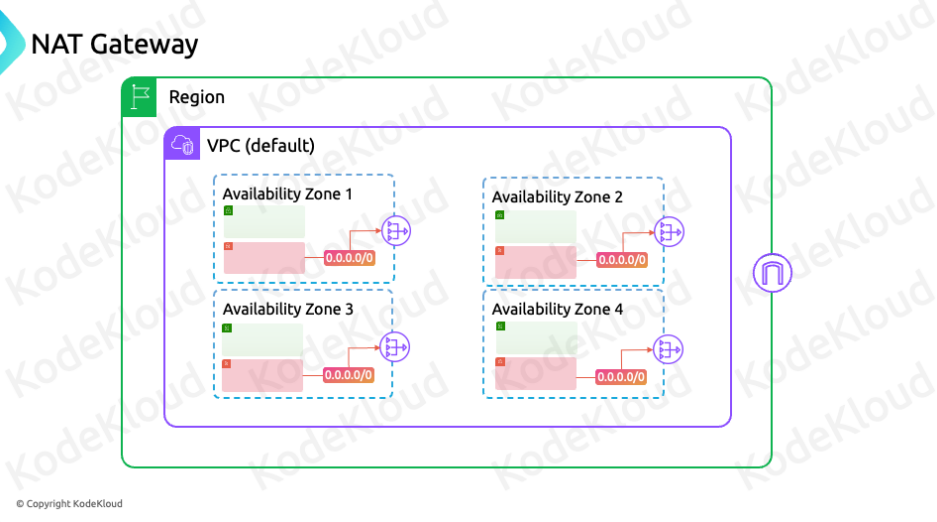 NAT Gateway
Region
VPC (default)
Availability Zone 1
0.0.0.0/0
Availability Zone 2
0.0.0.0/0
Availability Zone 3
0.0.0.0/0
Availability Zone 4
0.0.0.0/0
© Copyright KodeKloud
KodeKloud